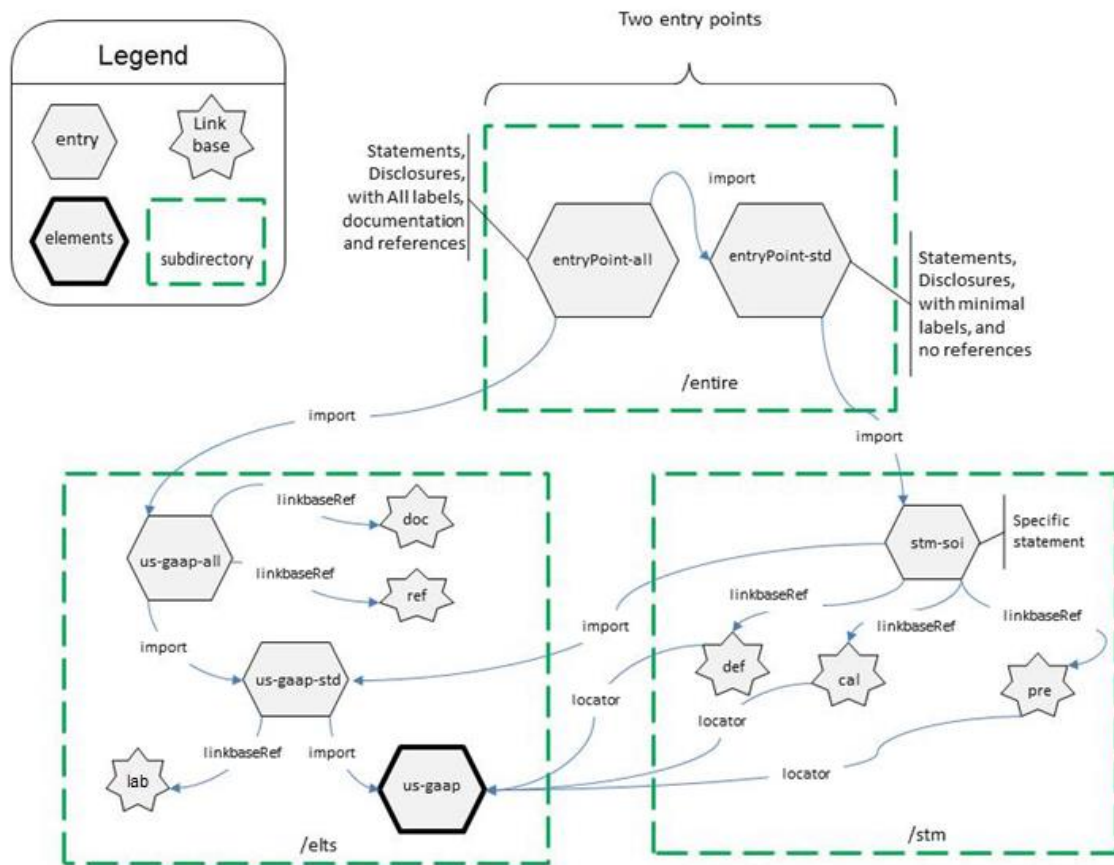 Two entry points
Legend
entry
Link
base
elements
subdirectory
Statements,
Disclosures,
with All labels,
documentation
and references
import
entryPoint-all
entryPoint-std
Statements,
Disclosures,
with minimal
labels, and
no references
/entire
import
import
linkbaseRef
doc
us-gaap-all
linkbaseRef
ref
import
us-gaap-std
linkbaseRef
import
lab
us-gaap
/elts
stm-soi
Specific
statement
linkbaseRef
linkbaseRef
linkbaseRef
import
def
cal
pre
locator
locator
locator
/stm